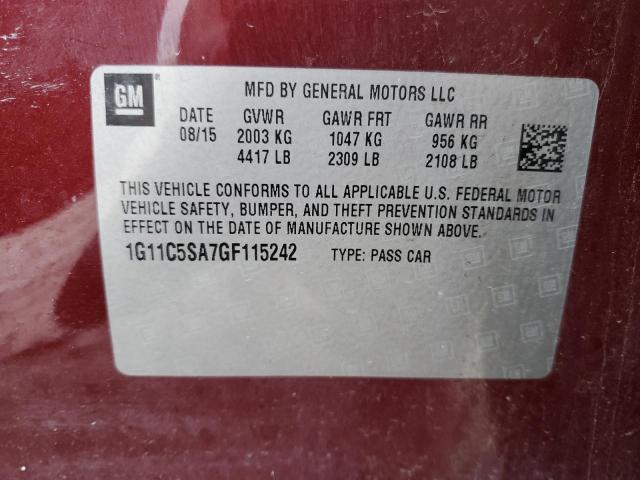 GM
MFD BY GENERAL MOTORS LLC
DATE GVWR GAWR FRT GAWR RR
08/15 2003 KG 1047 KG 956 KG
4417 LB 2309 LB 2108 LB
THIS VEHICLE CONFORMS TO ALL APPLICABLE U.S. FEDERAL MOTOR
VEHICLE SAFETY, BUMPER, AND THEFT PREVENTION STANDARDS IN
EFFECT ON THE DATE OF MANUFACTURE SHOWN ABOVE.
1G11C5SA7GF115242 TYPE: PASS CAR